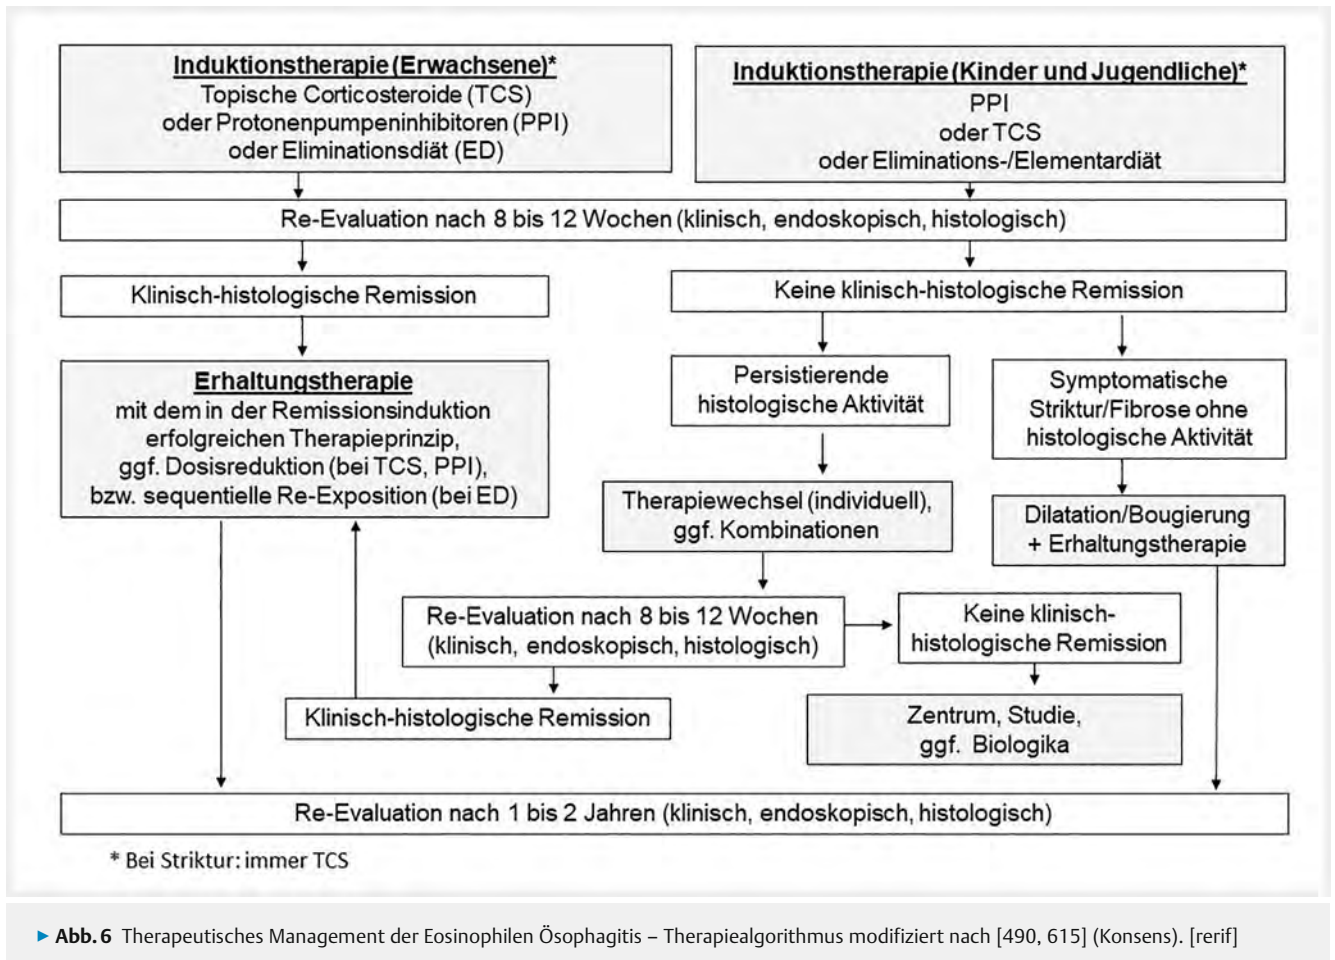 Induktionstherapie (Erwachsene)*
Topische Corticosteroide (TCS)
oder Protonenpumpeninhibitoren (PPI)
oder Eliminationsdiät (ED)
Induktionstherapie (Kinder und Jugendliche)*
PPI
oder TCS
oder Eliminations-/Elementardiät
Re-Evaluation nach 8 bis 12 Wochen (klinisch, endoskopisch, histologisch)
Klinisch-histologische Remission
Keine klinisch-histologische Remission
Erhaltungstherapie
mit dem in der Remissionsinduktion
erfolgreichen Therapieprinzip,
ggf. Dosisreduktion (bei TCS, PPI),
bzw. sequentielle Re-Exposition (bei ED)
Persistierende
histologische Aktivität
Symptomatische
Striktur/Fibrose ohne
histologische Aktivität
Therapiewechsel (individuell),
ggf. Kombinationen
Dilatation/Bougierung
+ Erhaltungstherapie
Re-Evaluation nach 8 bis 12 Wochen
(klinisch, endoskopisch, histologisch)
Keine klinisch-
histologische Remission
Klinisch-histologische Remission
Zentrum, Studie,
ggf. Biologika
Re-Evaluation nach 1 bis 2 Jahren (klinisch, endoskopisch, histologisch)
* Bei Striktur: immer TCS
▶ Abb. 6 Therapeutisches Management der Eosinophilen Ösophagitis – Therapiealgorithmus modifiziert nach [490, 615] (Konsens). [rerif]